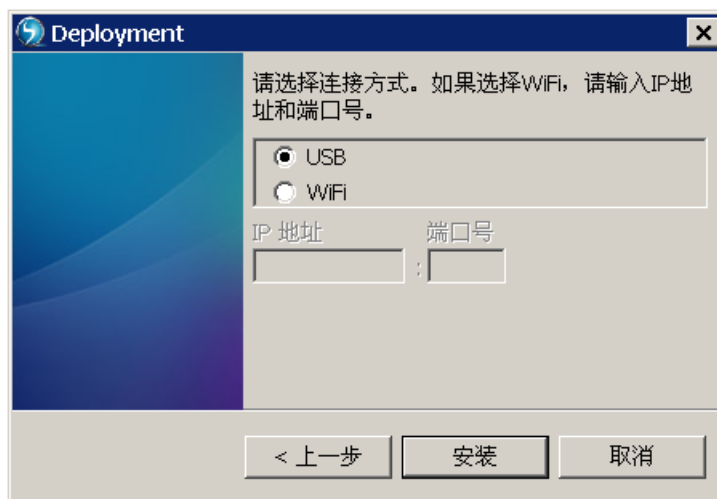 Deployment
请选择连接方式。如果选择WiFi，请输入IP地
址和端口号。
USB
WiFi
IP 地址 端口号
:
< 上一步 安装 取消